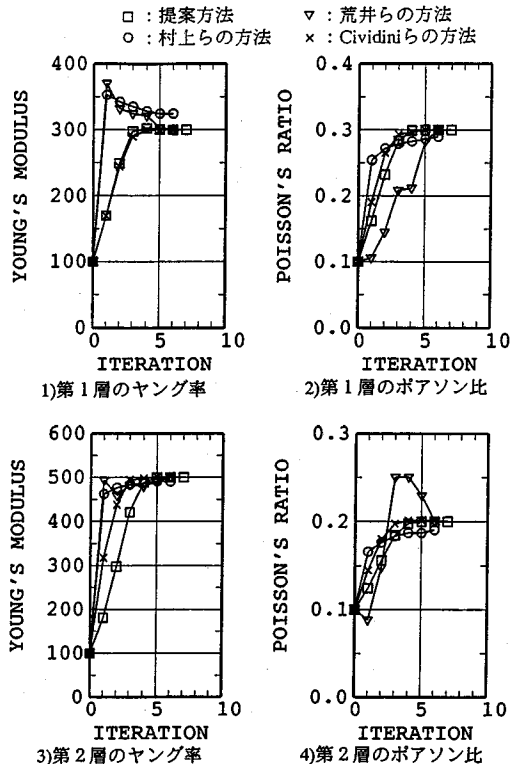 □ : 提案方法 ▽ : 荒井らの方法
○ : 村上らの方法 × : Cividiniらの方法
YOUNG'S MODULUS
400
300
200
100
0
0 5 10
ITERATION
1)第1層のヤング率
POISSON'S RATIO
0.4
0.3
0.2
0.1
0.0
0 5 10
ITERATION
2)第1層のポアソン比
YOUNG'S MODULUS
600
500
400
300
200
100
0
0 5 10
ITERATION
3)第2層のヤング率
POISSON'S RATIO
0.3
0.2
0.1
0.0
0 5 10
ITERATION
4)第2層のポアソン比